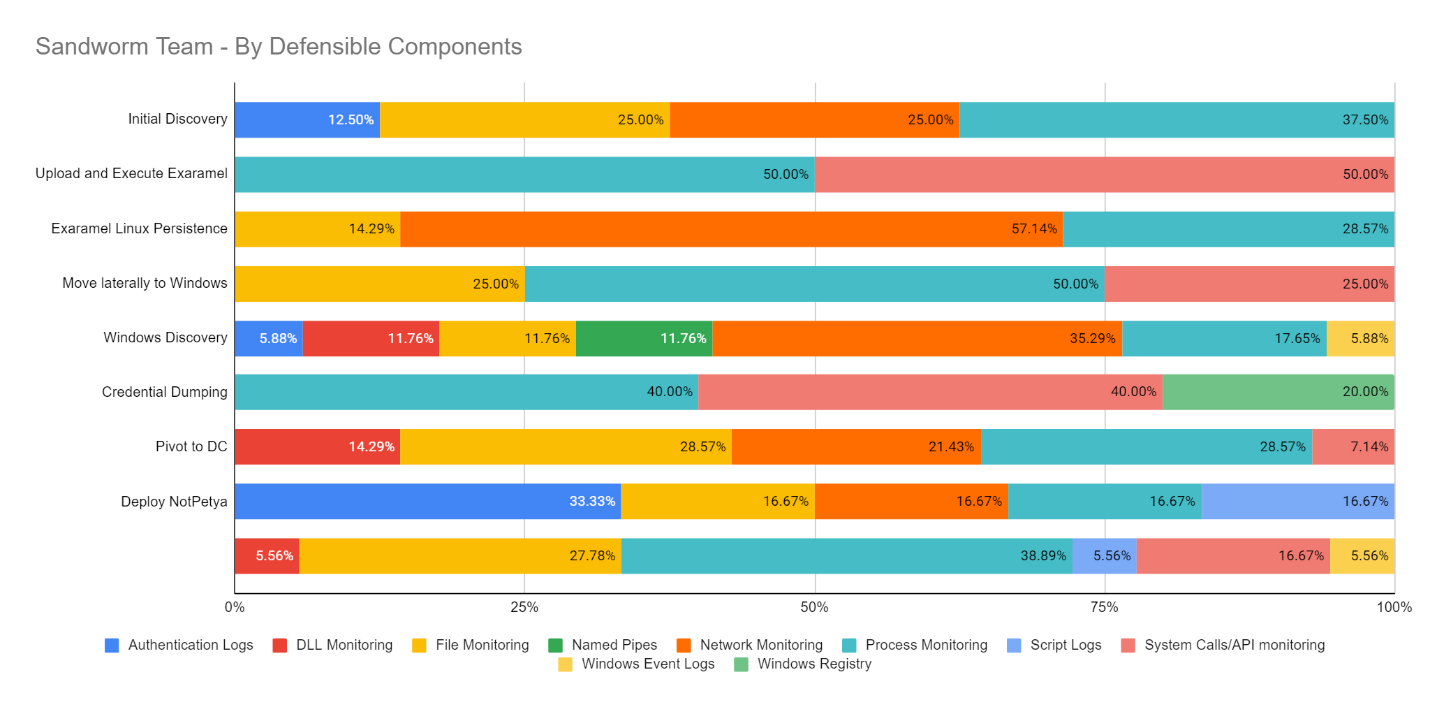 Sandworm Team - By Defensible Components
Initial Discovery 12.50% 25.00% 25.00% 37.50%
Upload and Execute Exaramel 50.00% 50.00%
Exaramel Linux Persistence 14.29% 57.14% 28.57%
Move laterally to Windows 25.00% 50.00% 25.00%
Windows Discovery 5.88% 11.76% 11.76% 11.76% 35.29% 17.65% 5.88%
Credential Dumping 40.00% 40.00% 20.00%
Pivot to DC 14.29% 28.57% 21.43% 28.57% 7.14%
Deploy NotPetya 33.33% 16.67% 16.67% 16.67% 16.67%
5.56% 27.78% 38.89% 5.56% 16.67% 5.56%
0% 25% 50% 75% 100%
Authentication Logs DLL Monitoring File Monitoring Named Pipes Network Monitoring Process Monitoring Script Logs System Calls/API monitoring
Windows Event Logs Windows Registry